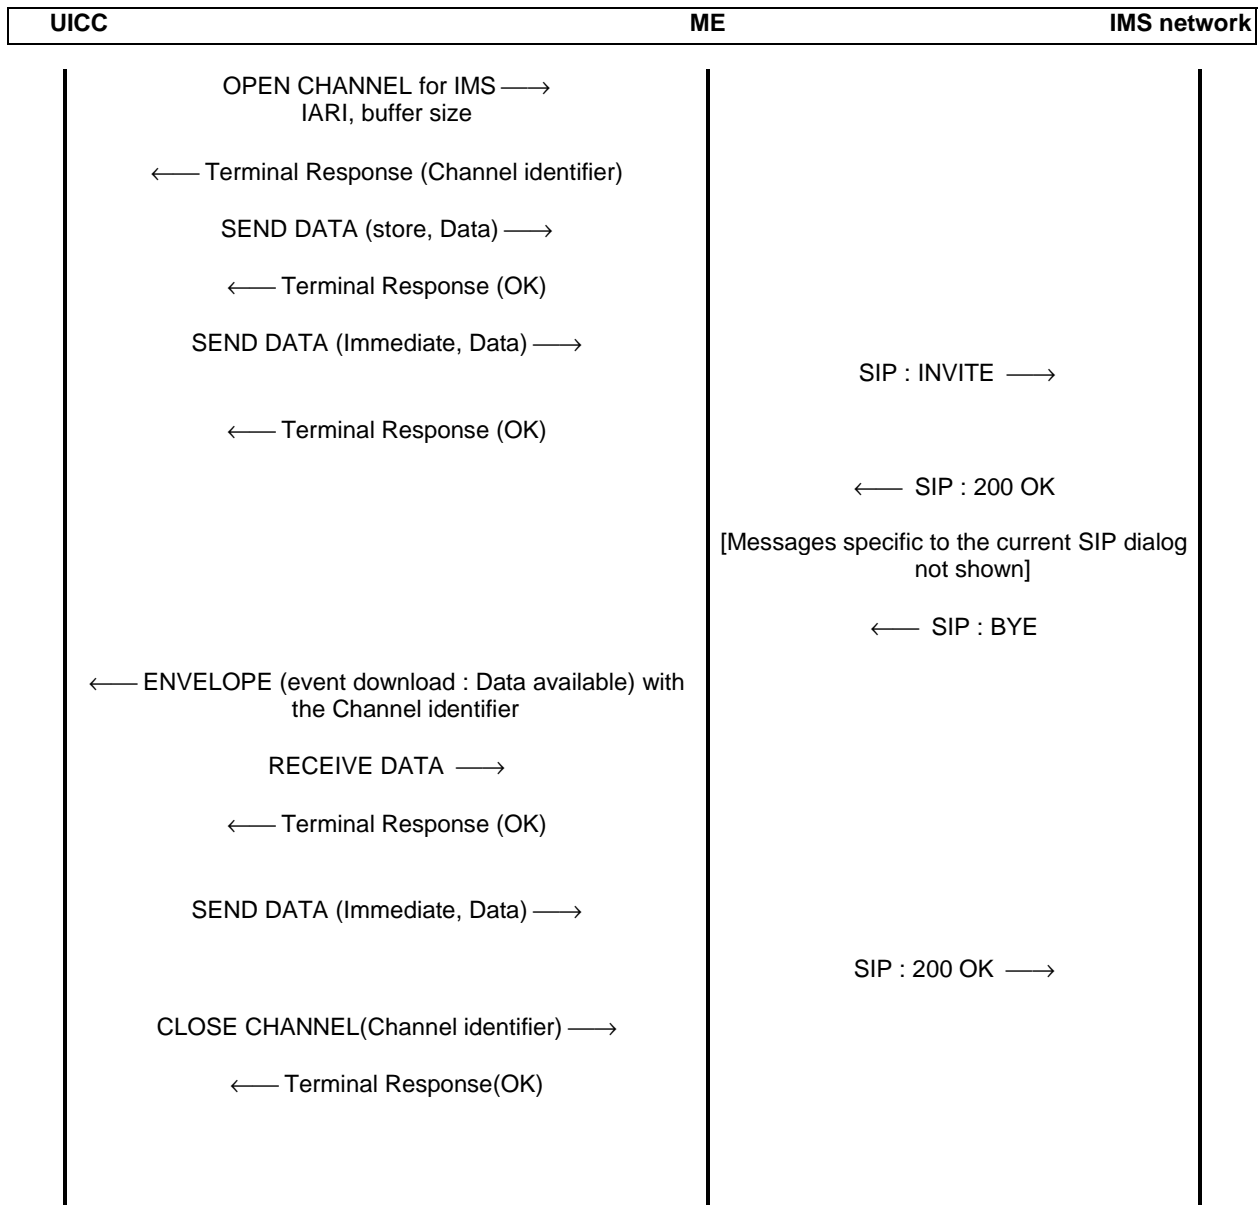 UICC ME IMS network
OPEN CHANNEL for IMS ⟶
IARI, buffer size
⟵ Terminal Response (Channel identifier)
SEND DATA (store, Data) ⟶
⟵ Terminal Response (OK)
SEND DATA (Immediate, Data) ⟶
SIP : INVITE ⟶
⟵ Terminal Response (OK)
⟵ SIP : 200 OK
[Messages specific to the current SIP dialog
not shown]
⟵ SIP : BYE
⟵ ENVELOPE (event download : Data available) with
the Channel identifier
RECEIVE DATA ⟶
⟵ Terminal Response (OK)
SEND DATA (Immediate, Data) ⟶
SIP : 200 OK ⟶
CLOSE CHANNEL(Channel identifier) ⟶
⟵ Terminal Response(OK)